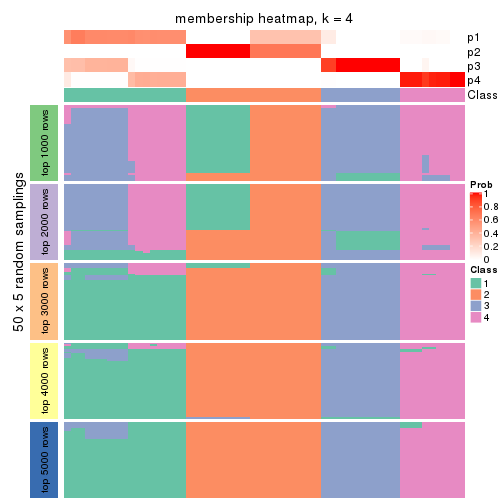 membership heatmap, k = 4
p1
p2
p3
p4
Class
50 x 5 random samplings
top 1000 rows
top 2000 rows
top 3000 rows
top 4000 rows
top 5000 rows
Prob
1
0.8
0.6
0.4
0.2
0
Class
1
2
3
4